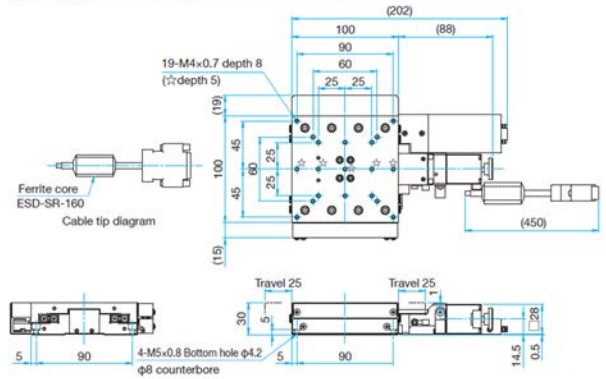 (202)
100
(88)
90
19-M4×0.7 depth 8
(☆depth 5)
60
25
25
(19)
45
25
100
60
25
45
(15)
Ferrite core
ESD-SR-160
Cable tip diagram
(450)
Travel 25
Travel 25
30
5
1
□28
14.5
0.5
5
90
4-M5×0.8 Bottom hole φ4.2
φ8 counterbore
5
90